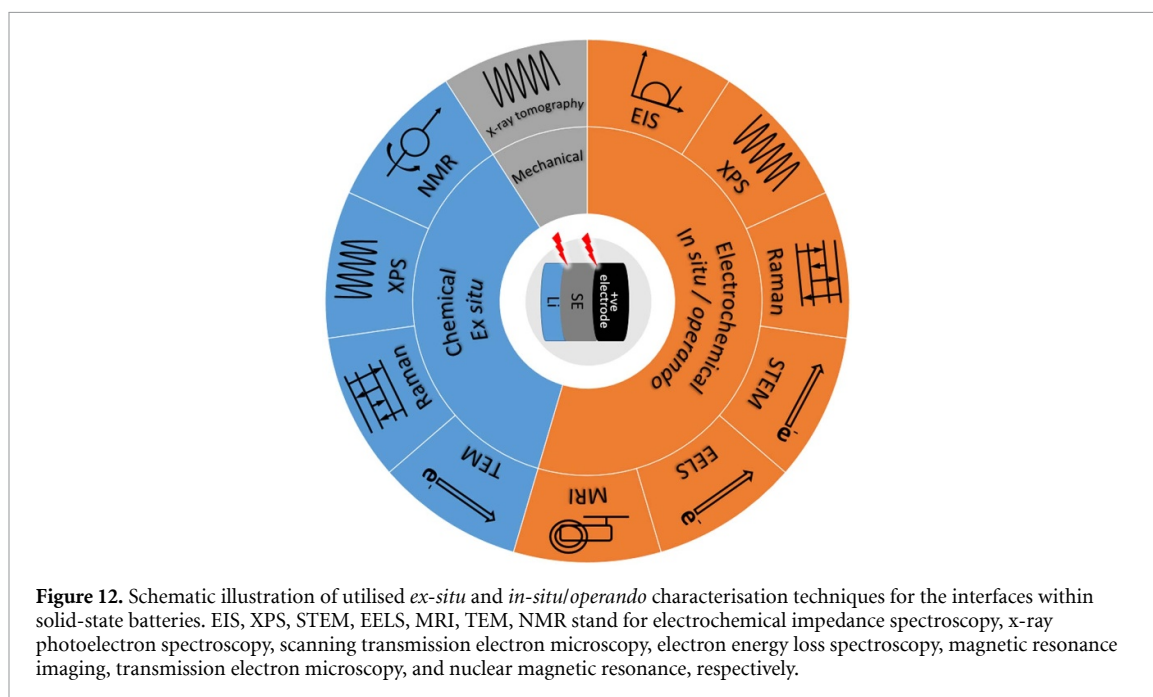 X-ray tomography
Mechanical
EIS
XPS
Raman
STEM
e-
EELS
e-
MRI
Electrochemical
In situ / operando
TEM
e-
Raman
XPS
NMR
Chemical
Ex situ
Li
SE
+ve
electrode
Figure 12. Schematic illustration of utilised ex-situ and in-situ/operando characterisation techniques for the interfaces within
solid-state batteries. EIS, XPS, STEM, EELS, MRI, TEM, NMR stand for electrochemical impedance spectroscopy, x-ray
photoelectron spectroscopy, scanning transmission electron microscopy, electron energy loss spectroscopy, magnetic resonance
imaging, transmission electron microscopy, and nuclear magnetic resonance, respectively.